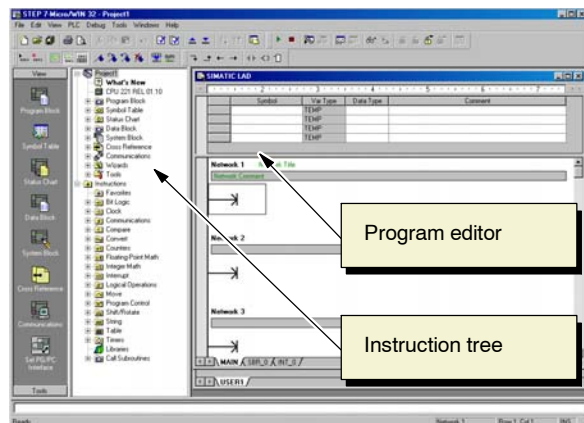 STEP 7-Micro/WIN 32 - Project1
File Edit View PLC Debug Tools Windows Help
View
Program Block
Symbol Table
Status Chart
Data Block
System Block
Cross Reference
Communications
Set PG/PC
Interface
Tools
Project1
What's New
CPU 221 REL 01.10
Program Block
Symbol Table
Status Chart
Data Block
System Block
Cross Reference
Communications
Wizards
Tools
Instructions
Favorites
Bit Logic
Clock
Communications
Compare
Convert
Counters
Floating-Point Math
Integer Math
Interrupt
Logical Operations
Move
Program Control
Shift/Rotate
String
Table
Timers
Libraries
Call Subroutines
SIMATIC LAD
Symbol Var Type Data Type Comment
TEMP
TEMP
TEMP
TEMP
Network 1 Title
Network Comment
Network 2
Network 3
MAIN SBR_0 INT_0
USER1
Program editor
Instruction tree
Ready Network 1 Row 1, Col 1 INS